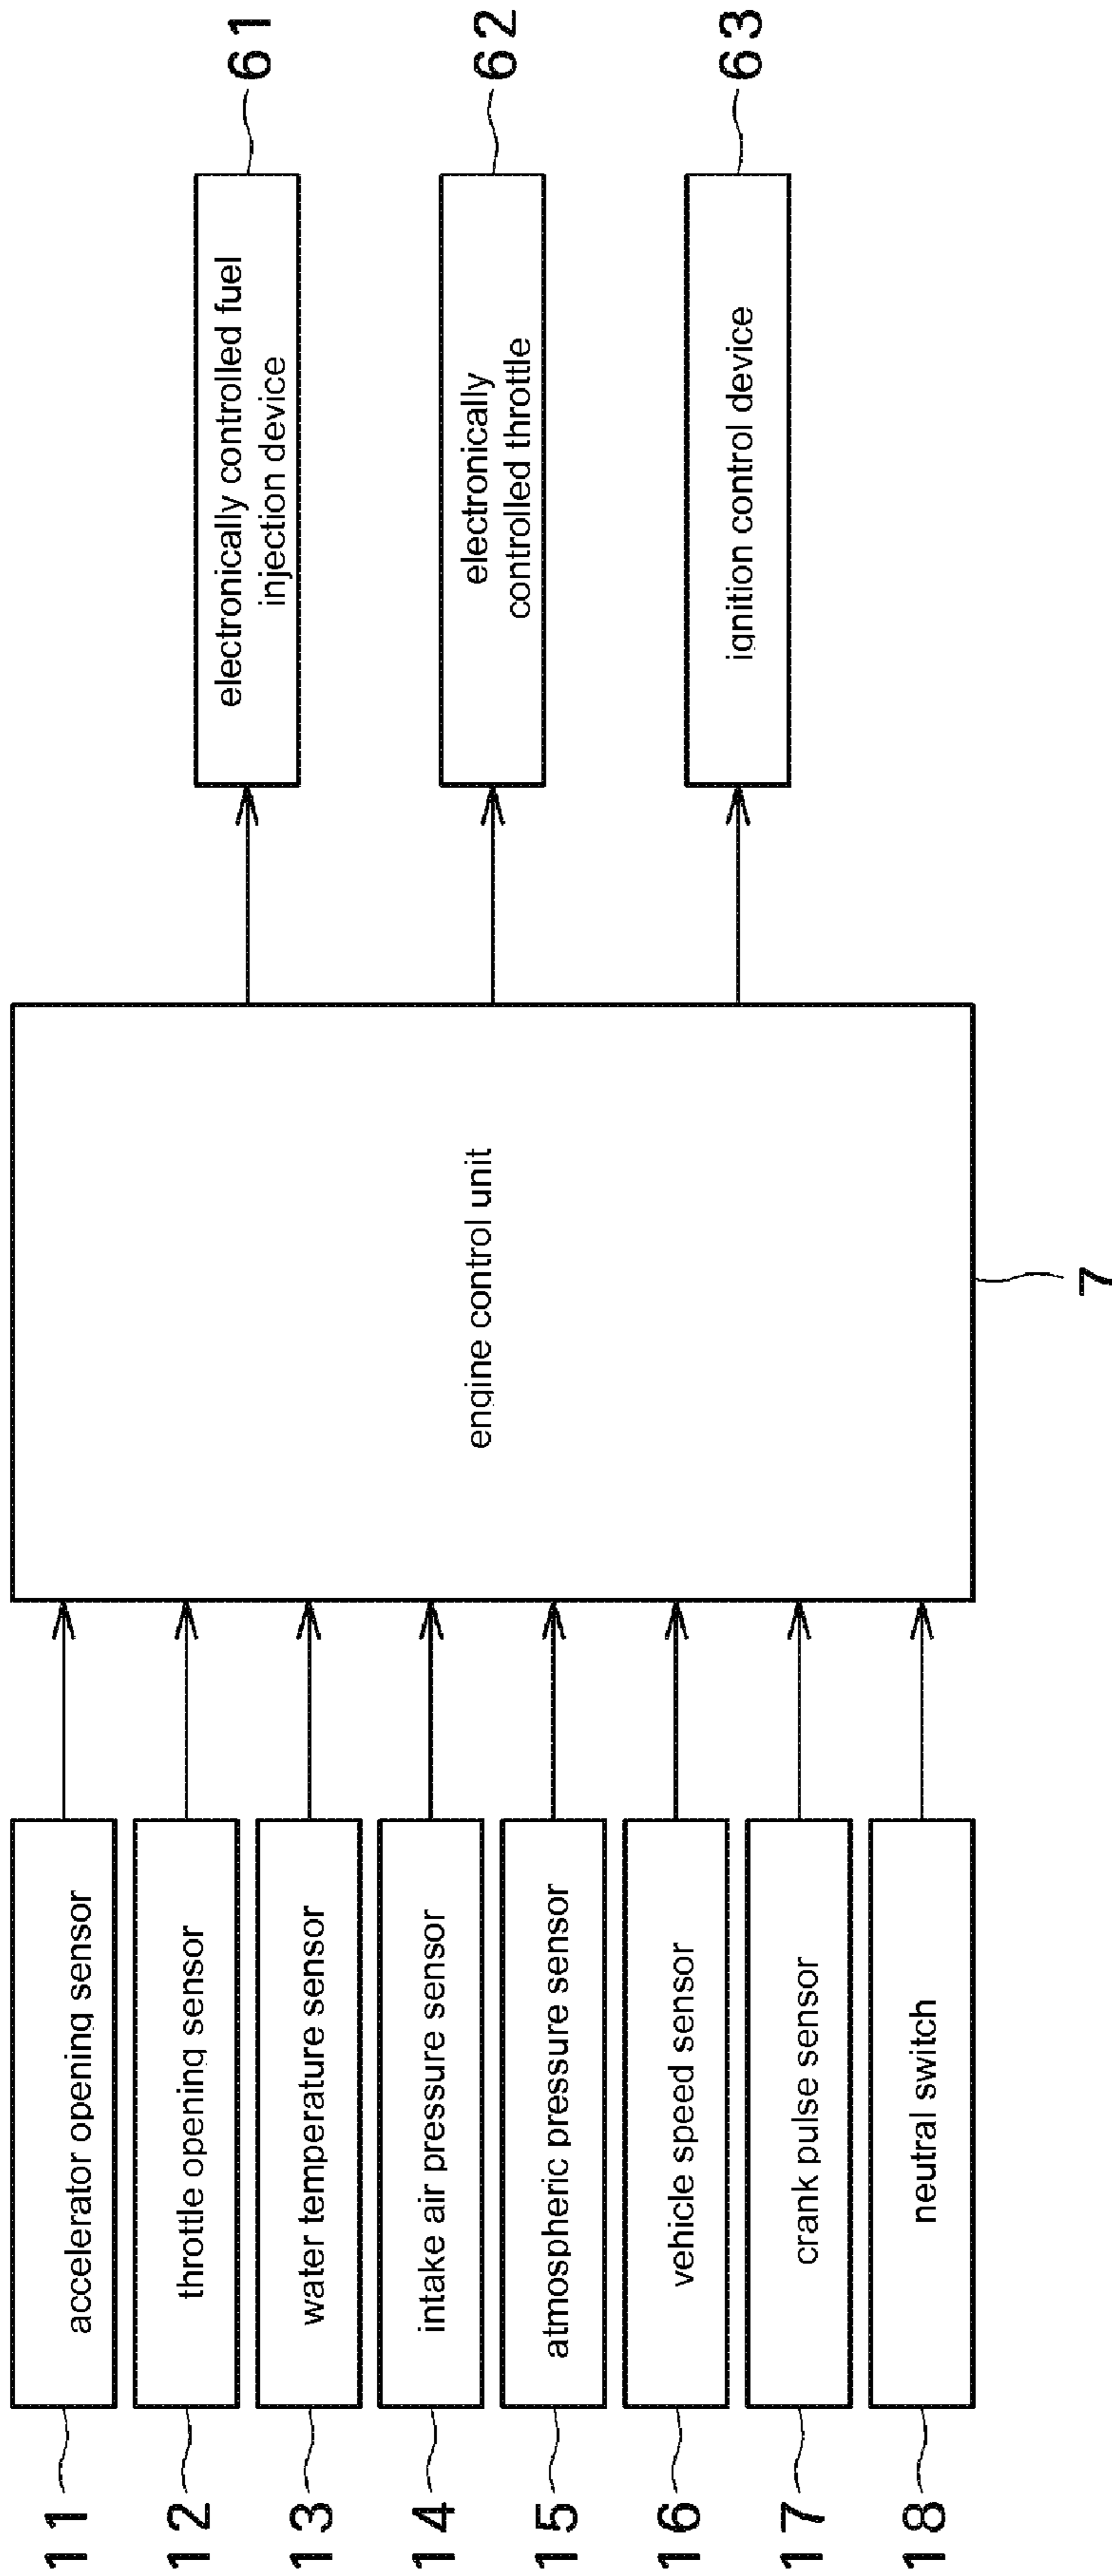 11
accelerator opening sensor
12
throttle opening sensor
13
water temperature sensor
14
intake air pressure sensor
15
atmospheric pressure sensor
16
vehicle speed sensor
17
crank pulse sensor
18
neutral switch
engine control unit
7
electronically controlled fuel
injection device
61
electronically
controlled throttle
62
ignition control device
63